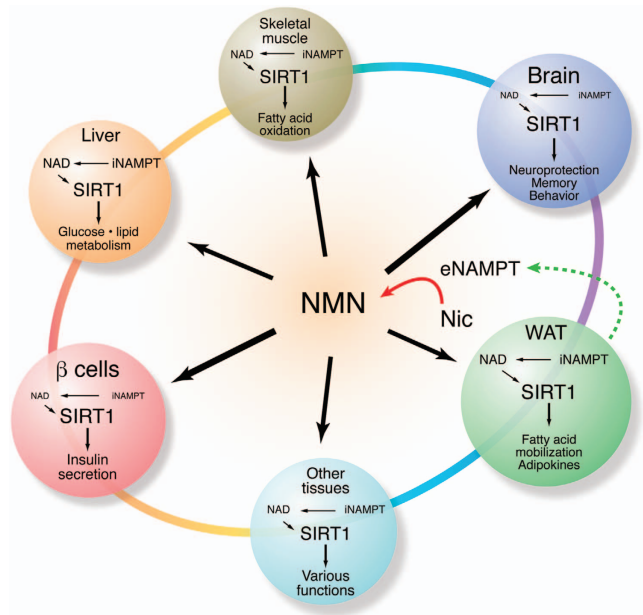 Skeletal
muscle
NAD iNAMPT
SIRT1
Fatty acid
oxidation
Brain
NAD iNAMPT
SIRT1
Neuroprotection
Memory
Behavior
Liver
NAD iNAMPT
SIRT1
Glucose • lipid
metabolism
eNAMPT
NMN
Nic
WAT
NAD iNAMPT
SIRT1
Fatty acid
mobilization
Adipokines
β cells
NAD iNAMPT
SIRT1
Insulin
secretion
Other
tissues
NAD iNAMPT
SIRT1
Various
functions